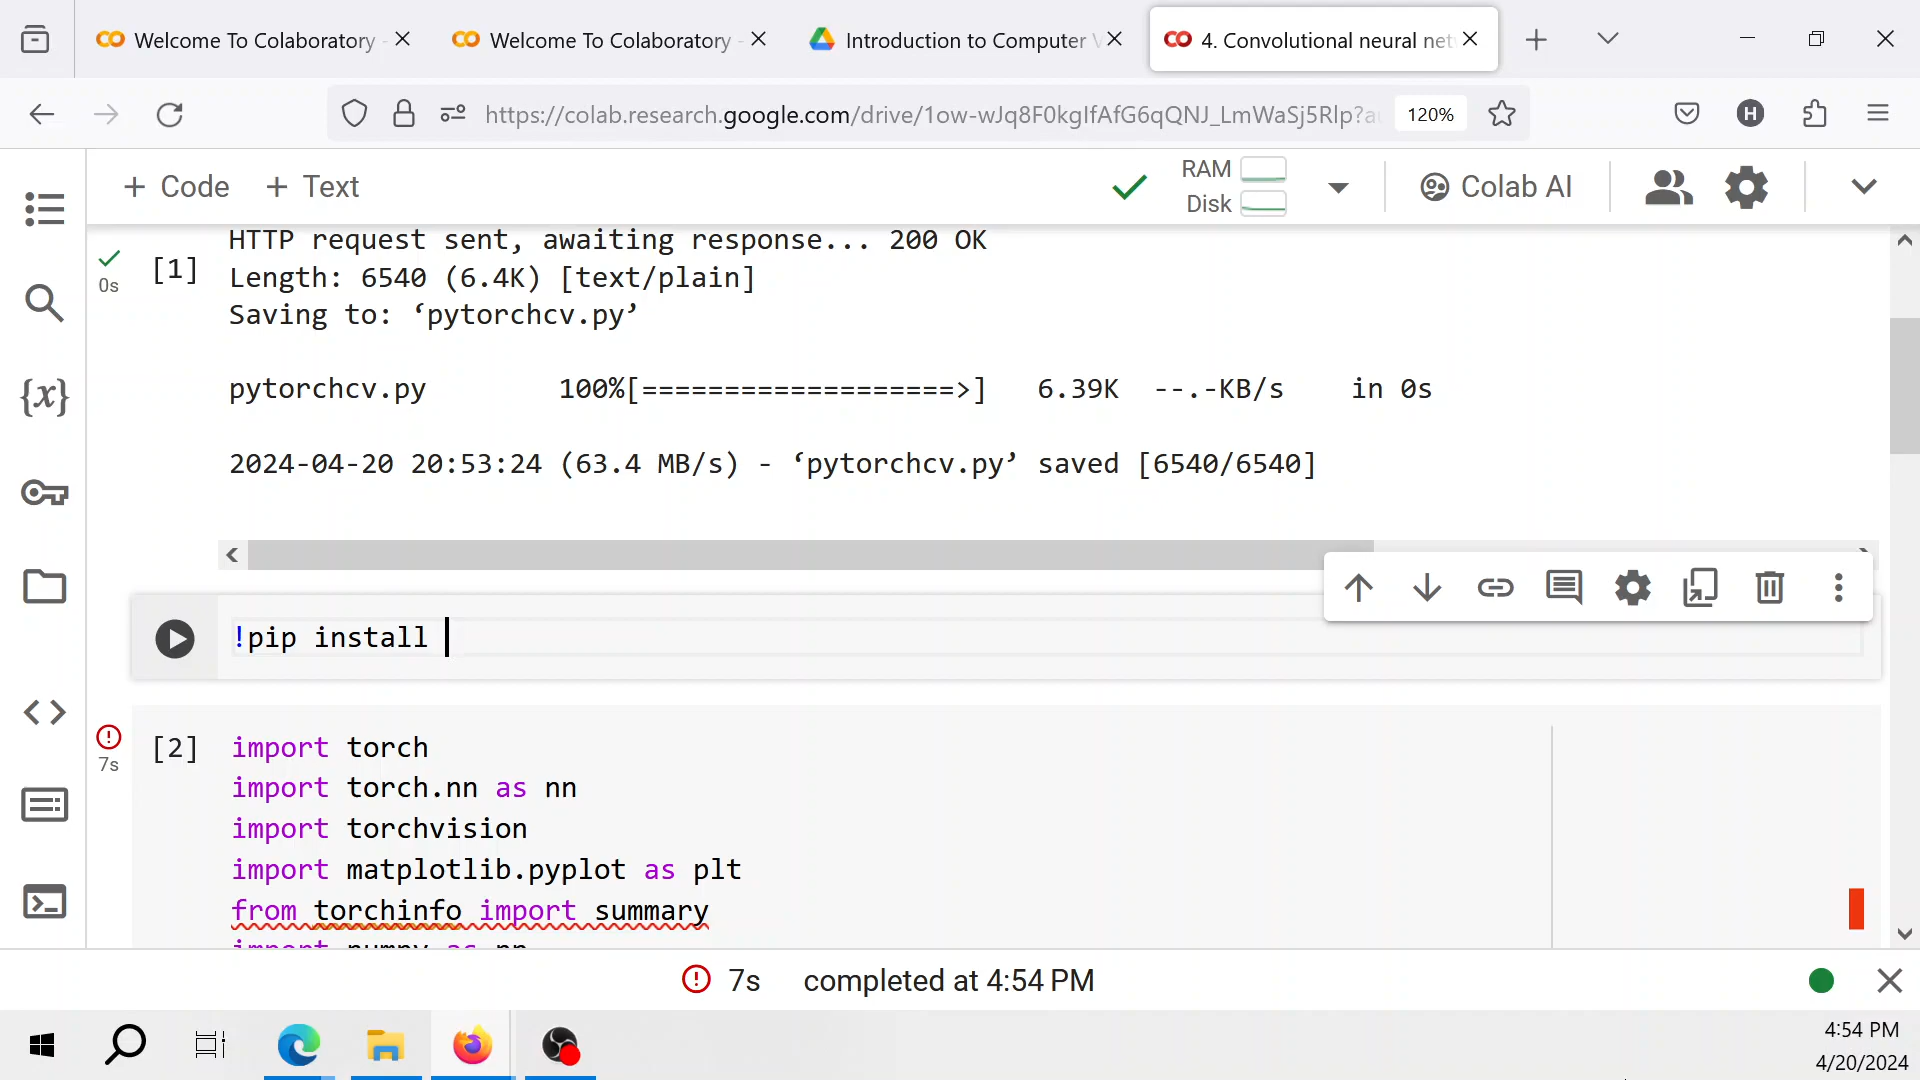 Welcome To Colaboratory -
Welcome To Colaboratory -
Introduction to Computer V
4. Convolutional neural net
https://colab.research.google.com/drive/1ow-wJq8F0kgIfAfG6qQNJ_LmWaSj5Rlp?a
120%
H
+ Code + Text
RAM
Disk
Colab AI
HTTP request sent, awaiting response... 200 OK
0s
[1]
Length: 6540 (6.4K) [text/plain]
Saving to: ‘pytorchcv.py’
pytorchcv.py 100%[===================>] 6.39K --.-KB/s in 0s
2024-04-20 20:53:24 (63.4 MB/s) - ‘pytorchcv.py’ saved [6540/6540]
{x}
!pip install
7s
[2]
import torch
import torch.nn as nn
import torchvision
import matplotlib.pyplot as plt
from torchinfo import summary
import numpy as np
7s completed at 4:54 PM
4:54 PM
4/20/2024